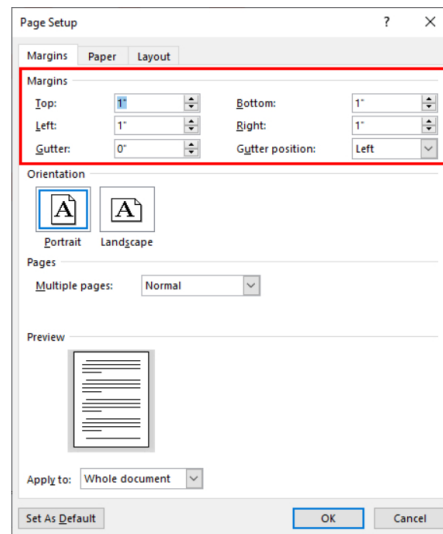 Page Setup ? ×
Margins Paper Layout
Margins
Top: 1" Bottom: 1"
Left: 1" Right: 1"
Gutter: 0" Gutter position: Left
Orientation
A A
Portrait Landscape
Pages
Multiple pages: Normal
Preview
Apply to: Whole document
Set As Default OK Cancel